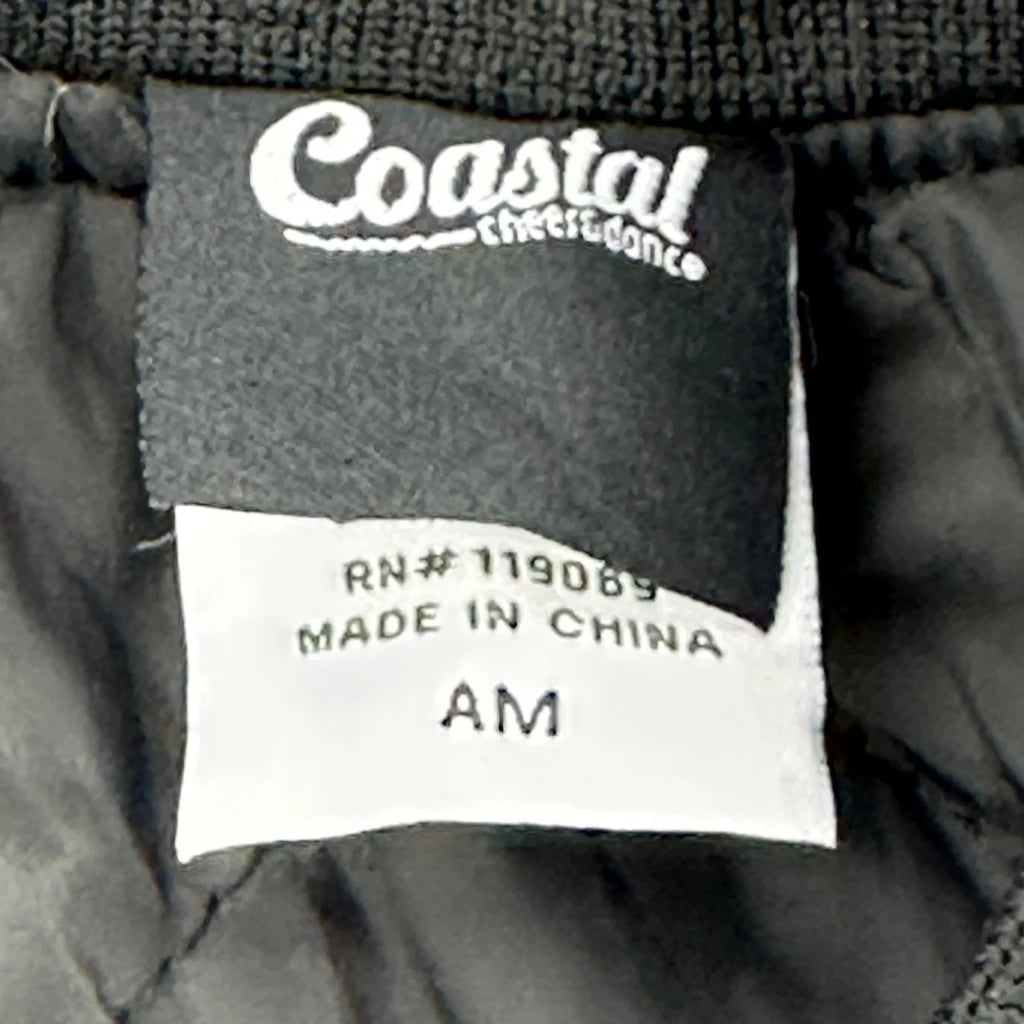 Coastal
cheer&dance
RN# 119089
MADE IN CHINA
AM